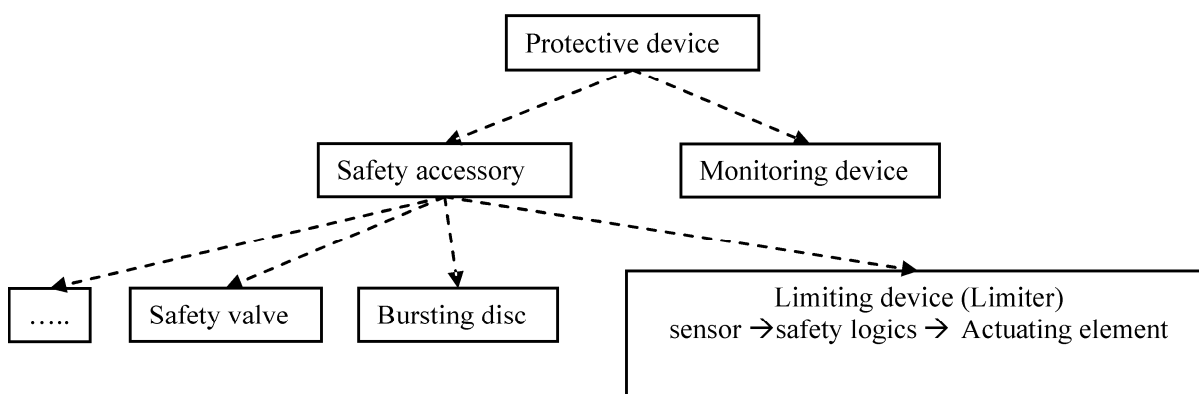 Protective device
Safety accessory
Monitoring device
…..
Safety valve
Bursting disc
Limiting device (Limiter)
sensor →safety logics → Actuating element